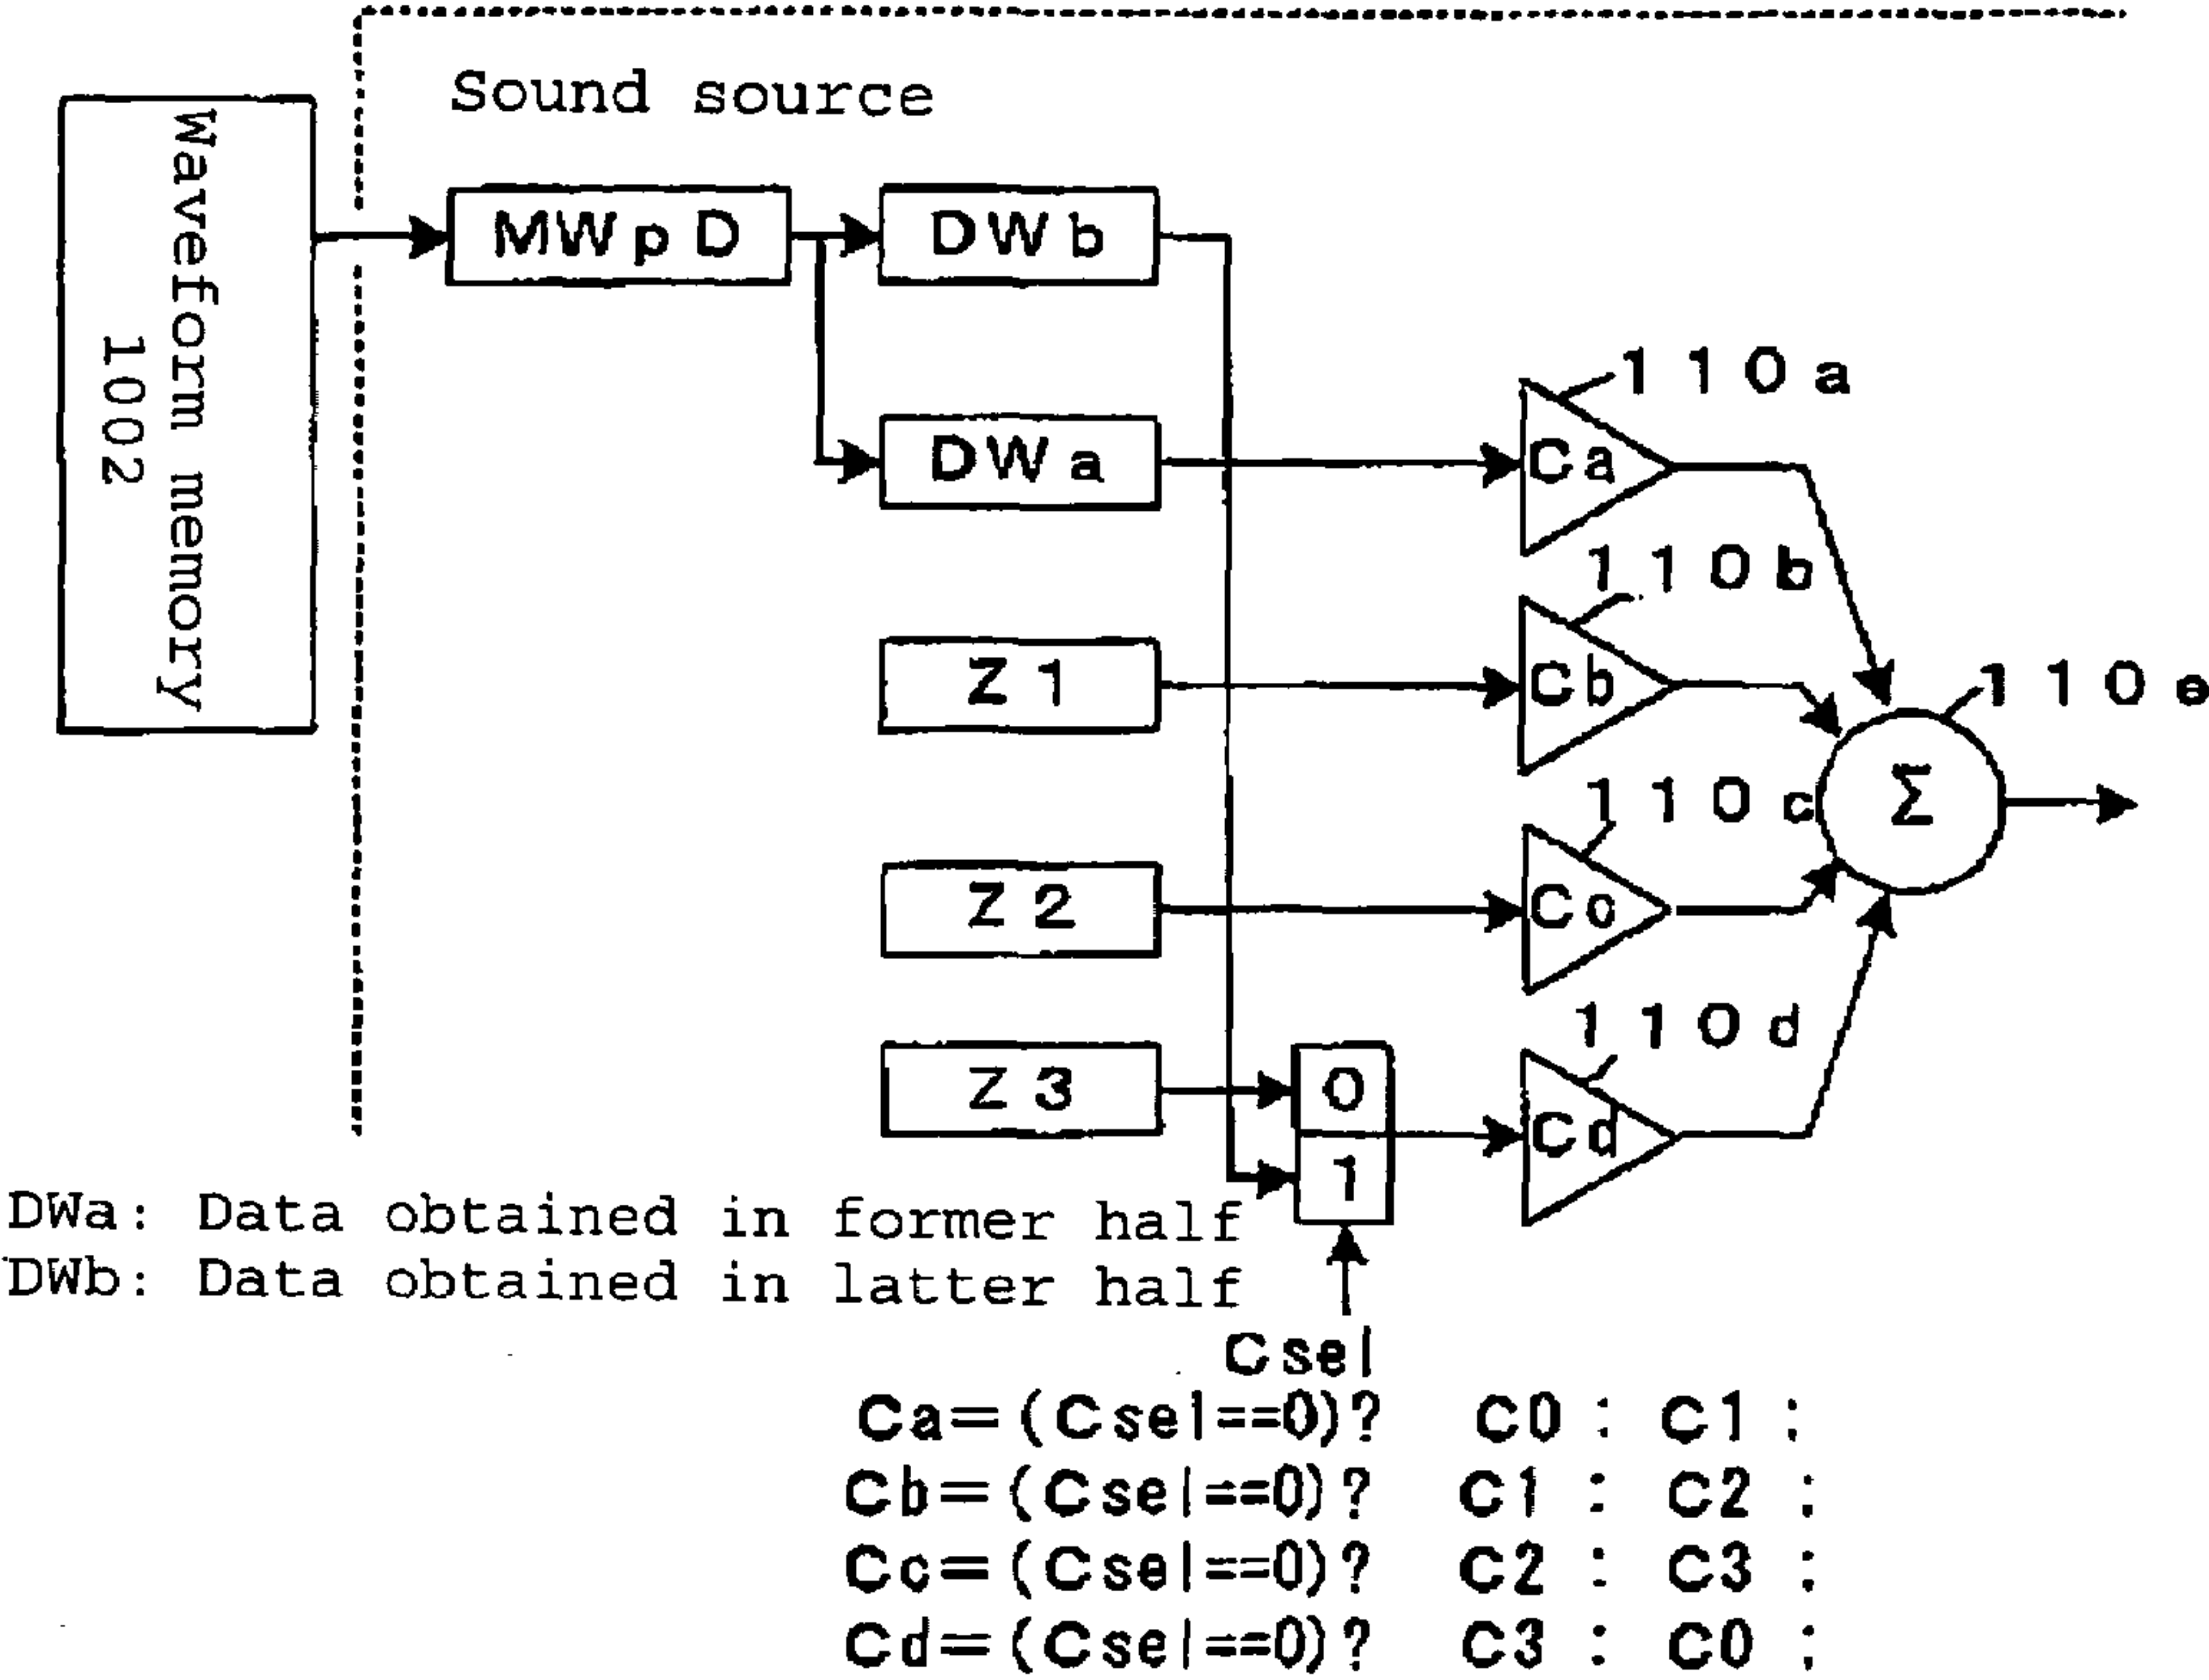 Sound source
Waveform memory
1002
MWpD
DWb
DWa
Z1
Z2
Z3
0
1
110a
Ca
110b
Cb
110c
Cc
110d
Cd
110e
Σ
DWa: Data obtained in former half
DWb: Data obtained in latter half
Csel
Ca=(Csel==0)? C0 : C1 ;
Cb=(Csel==0)? C1 : C2 ;
Cc=(Csel==0)? C2 : C3 ;
Cd=(Csel==0)? C3 : C0 ;